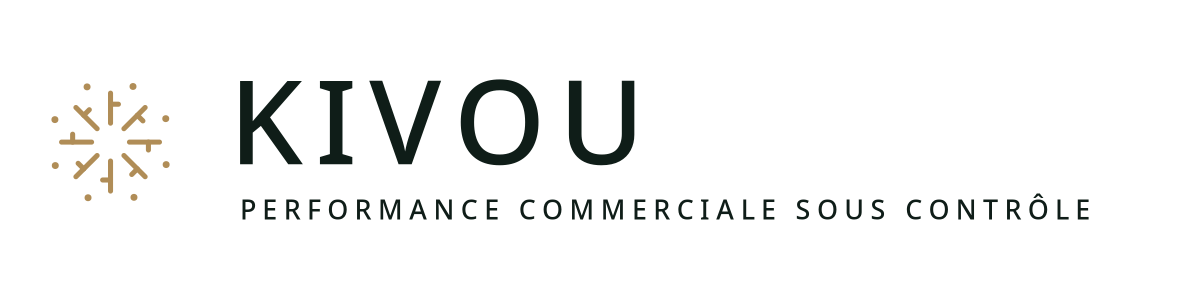 KIVOU
PERFORMANCE COMMERCIALE SOUS CONTRÔLE